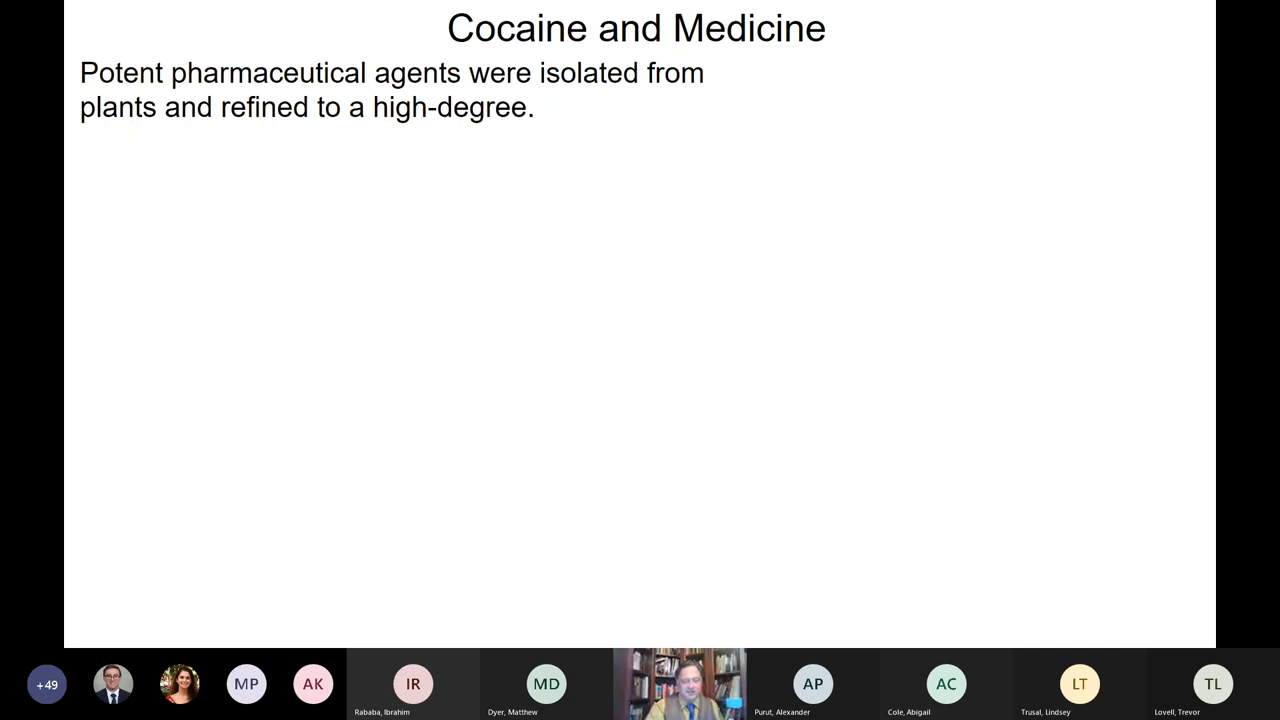 Cocaine and Medicine
Potent pharmaceutical agents were isolated from
plants and refined to a high-degree.
+49
MP
AK
IR
Rababa, Ibrahim
MD
Dyer, Matthew
AP
Purut, Alexander
AC
Cole, Abigail
LT
Trusal, Lindsey
TL
Lovell, Trevor